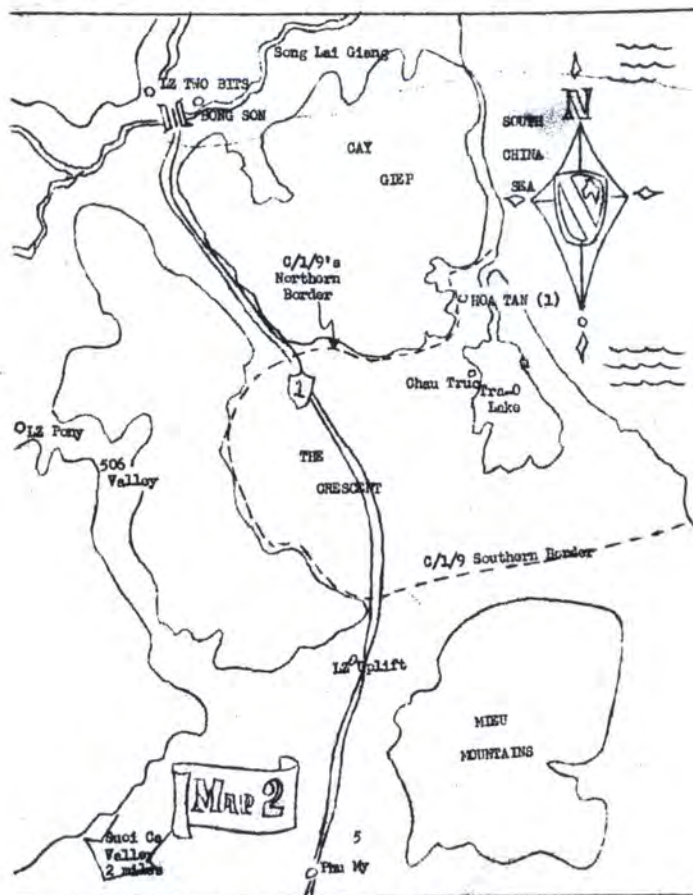 Song Lai Giang
LZ TWO BITS
BONG SON
N
SOUTH
CHINA
SEA
CAY
GIEP
C/1/9's
Northern
Border
HOA TAN (1)
1
Chau Truc
Tra-O
Lake
LZ Pony
506
Valley
THE
CRESCENT
C/1/9 Southern Border
LZ Uplift
MIEU
MOUNTAINS
MAP 2
Suoi Ca
Valley
2 miles
5
Phu My